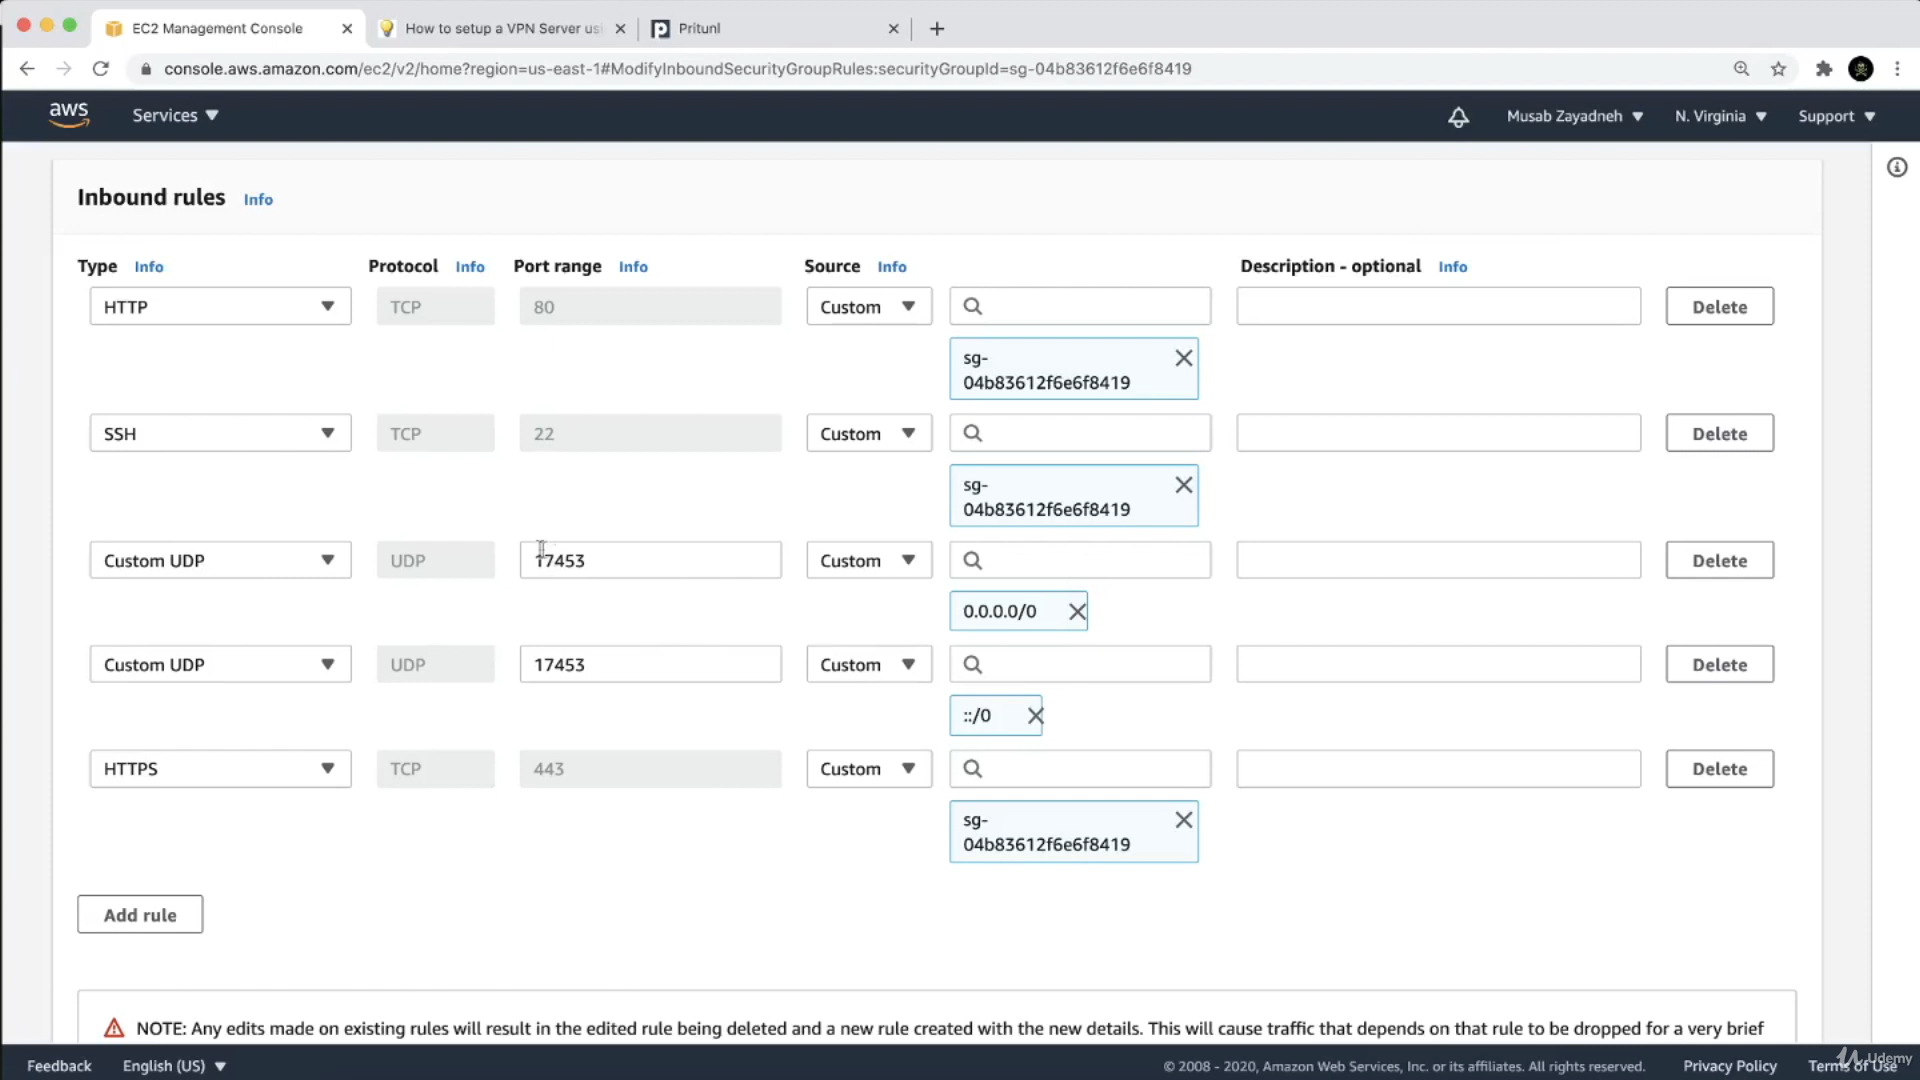 EC2 Management Console
How to setup a VPN Server usi
Pritunl
console.aws.amazon.com/ec2/v2/home?region=us-east-1#ModifyInboundSecurityGroupRules:securityGroupId=sg-04b83612f6e6f8419
aws Services Musab Zayadneh N. Virginia Support
Inbound rules Info
Type Info Protocol Info Port range Info Source Info Description - optional Info
HTTP TCP 80 Custom Delete
sg-
04b83612f6e6f8419
SSH TCP 22 Custom Delete
sg-
04b83612f6e6f8419
Custom UDP UDP 17453 Custom Delete
0.0.0.0/0
Custom UDP UDP 17453 Custom Delete
::/0
HTTPS TCP 443 Custom Delete
sg-
04b83612f6e6f8419
Add rule
NOTE: Any edits made on existing rules will result in the edited rule being deleted and a new rule created with the new details. This will cause traffic that depends on that rule to be dropped for a very brief
Feedback English (US) © 2008 - 2020, Amazon Web Services, Inc. or its affiliates. All rights reserved. Privacy Policy Terms of Use
Udemy